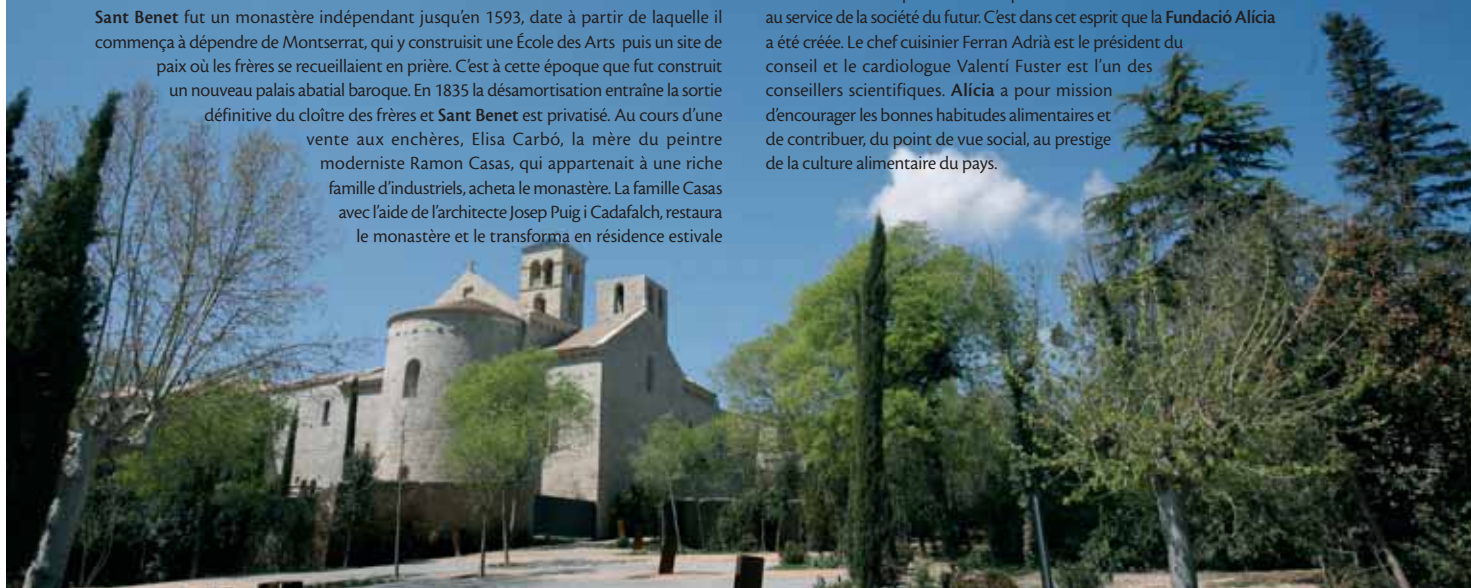 Sant Benet fut un monastère indépendant jusqu'en 1593, date à partir de laquelle il
commença à dépendre de Montserrat, qui y construisit une École des Arts puis un site de
paix où les frères se recueillaient en prière. C'est à cette époque que fut construit
un nouveau palais abatial baroque. En 1835 la désamortisation entraîne la sortie
définitive du cloître des frères et Sant Benet est privatisé. Au cours d'une
vente aux enchères, Elisa Carbó, la mère du peintre
moderniste Ramon Casas, qui appartenait à une riche
famille d'industriels, acheta le monastère. La famille Casas
avec l'aide de l'architecte Josep Puig i Cadafalch, restaura
le monastère et le transforma en résidence estivale
au service de la société du futur. C'est dans cet esprit que la Fundació Alícia
a été créée. Le chef cuisinier Ferran Adrià est le président du
conseil et le cardiologue Valentí Fuster est l'un des
conseillers scientifiques. Alícia a pour mission
d'encourager les bonnes habitudes alimentaires et
de contribuer, du point de vue social, au prestige
de la culture alimentaire du pays.